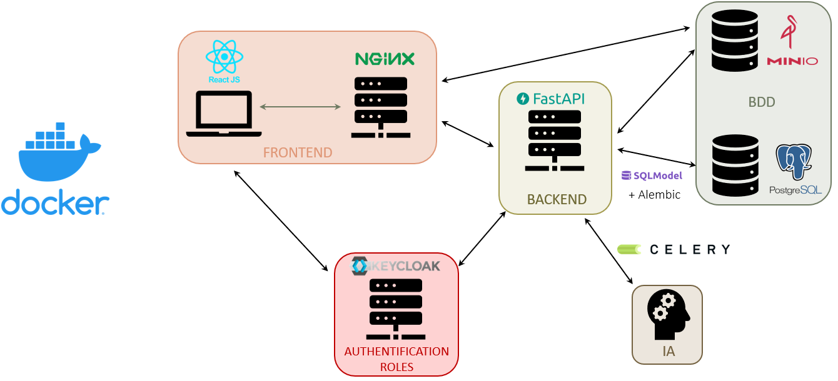 docker
React JS
NGINX
FRONTEND
FastAPI
BACKEND
MINIO
BDD
PostgreSQL
SQLModel
+ Alembic
CELERY
IA
KEYCLOAK
AUTHENTIFICATION
ROLES